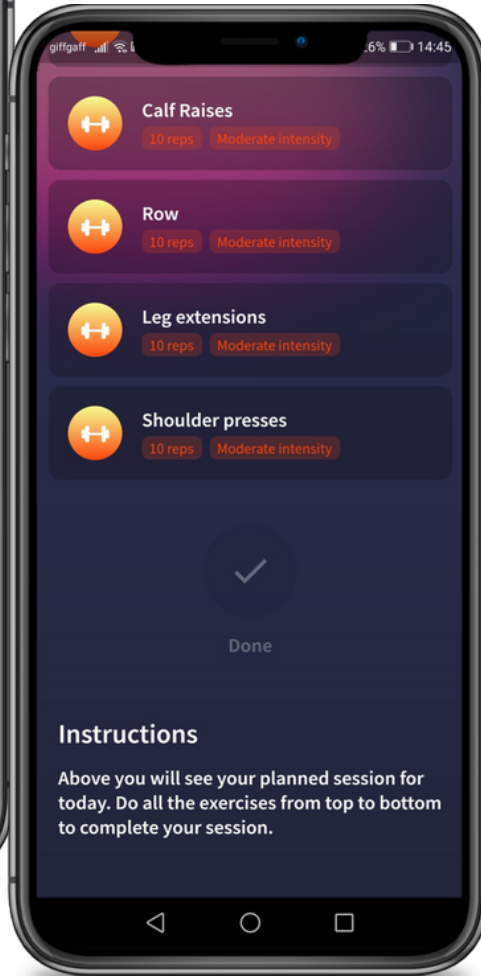 giffgaff 6% 14:45
Calf Raises
10 reps Moderate intensity
Row
10 reps Moderate intensity
Leg extensions
10 reps Moderate intensity
Shoulder presses
10 reps Moderate intensity
Done
Instructions
Above you will see your planned session for
today. Do all the exercises from top to bottom
to complete your session.